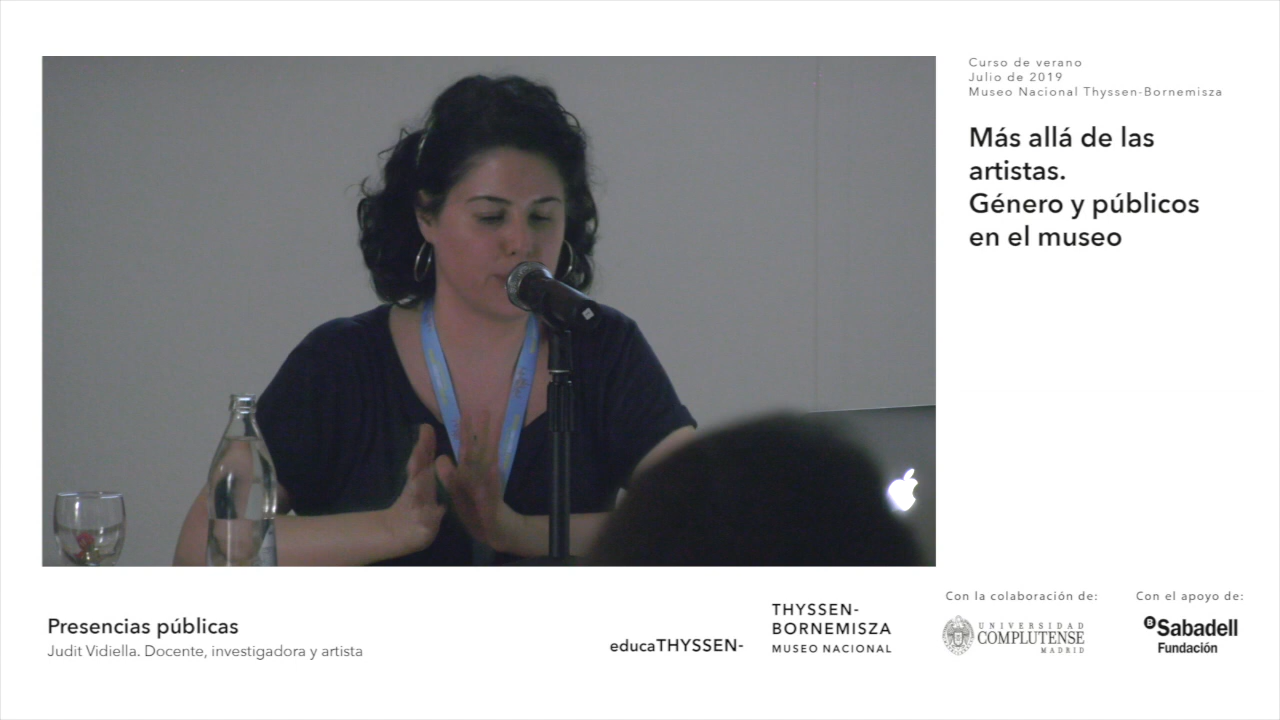 Curso de verano
Julio de 2019
Museo Nacional Thyssen-Bornemisza
Más allá de las
artistas.
Género y públicos
en el museo
Presencias públicas
Judit Vidiella. Docente, investigadora y artista
educaTHYSSEN-
THYSSEN-
BORNEMISZA
MUSEO NACIONAL
Con la colaboración de:
UNIVERSIDAD
COMPLUTENSE
MADRID
Con el apoyo de:
B Sabadell
Fundación